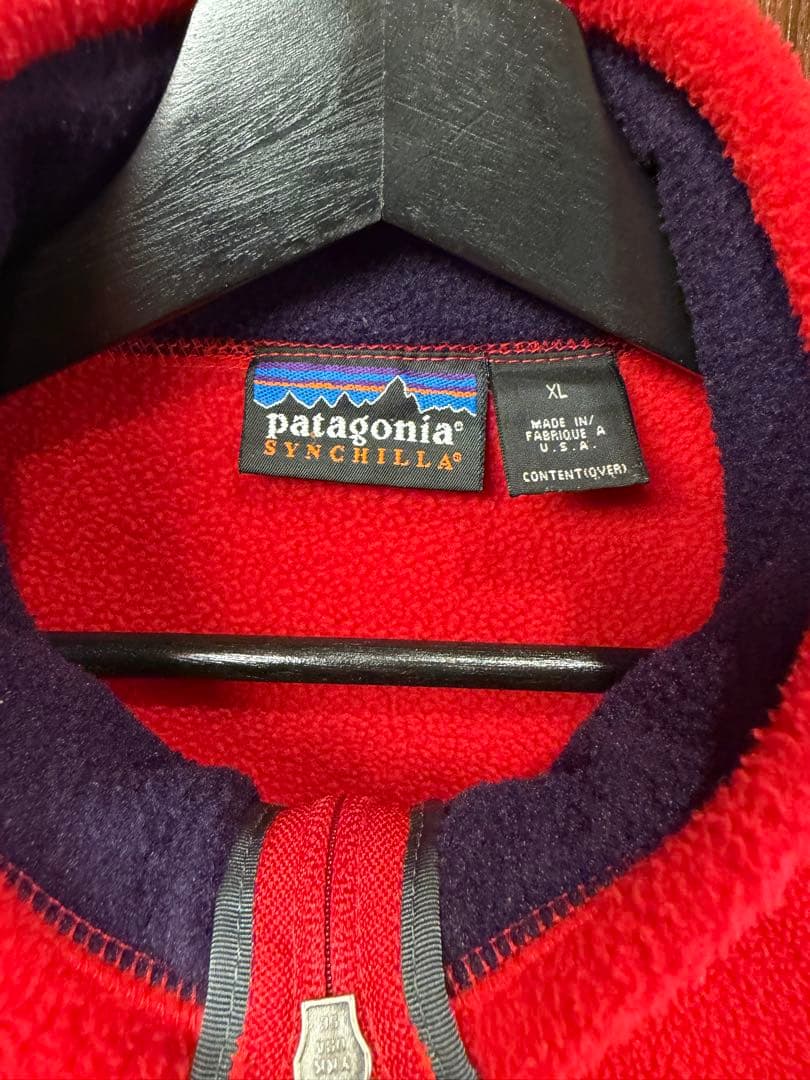 patagonia®
SYNCHILLA®
XL
MADE IN/
FABRIQUE A
U.S.A.
CONTENT(OVER)